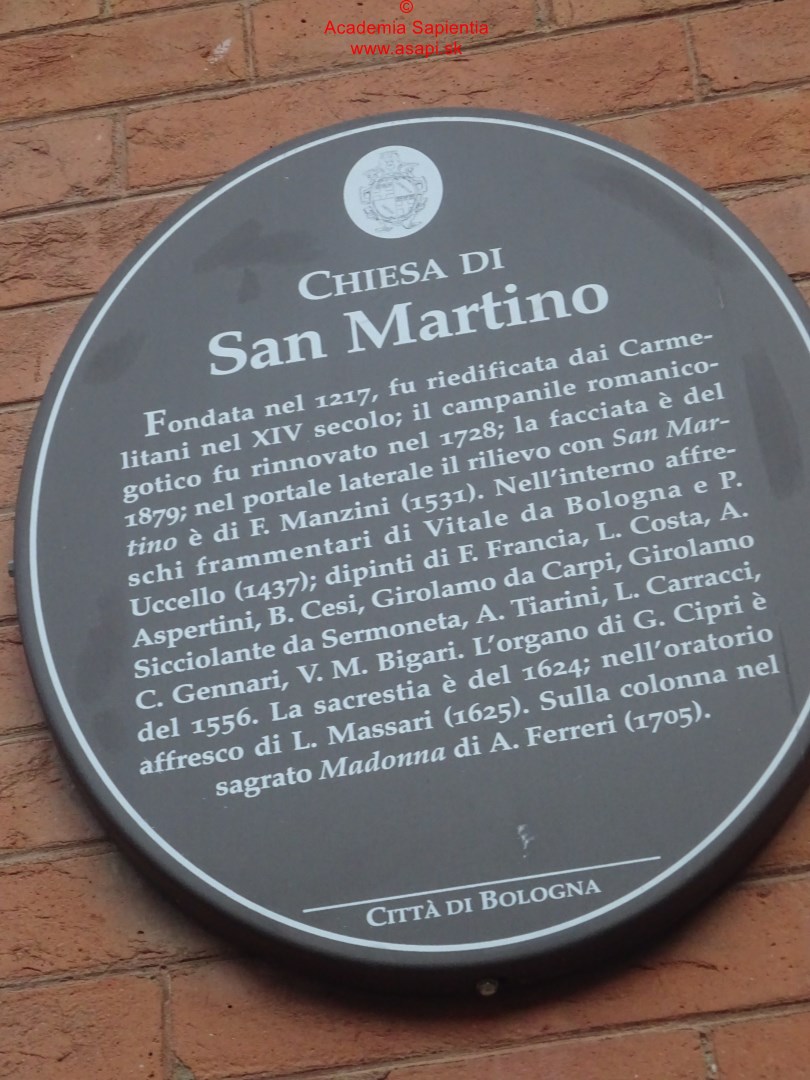 ©
Academia Sapientia
www.asapi.sk
CHIESA DI
San Martino
Fondata nel 1217, fu riedificata dai Carme-
litani nel XIV secolo; il campanile romanico-
gotico fu rinnovato nel 1728; la facciata è del
1879; nel portale laterale il rilievo con San Mar-
tino è di F. Manzini (1531). Nell'interno affre-
schi frammentari di Vitale da Bologna e P.
Uccello (1437); dipinti di F. Francia, L. Costa, A.
Aspertini, B. Cesi, Girolamo da Carpi, Girolamo
Sicciolante da Sermoneta, A. Tiarini, L. Carracci,
C. Gennari, V. M. Bigari. L'organo di G. Cipri è
del 1556. La sacrestia è del 1624; nell'oratorio
affresco di L. Massari (1625). Sulla colonna nel
sagrato Madonna di A. Ferreri (1705).
CITTÀ DI BOLOGNA